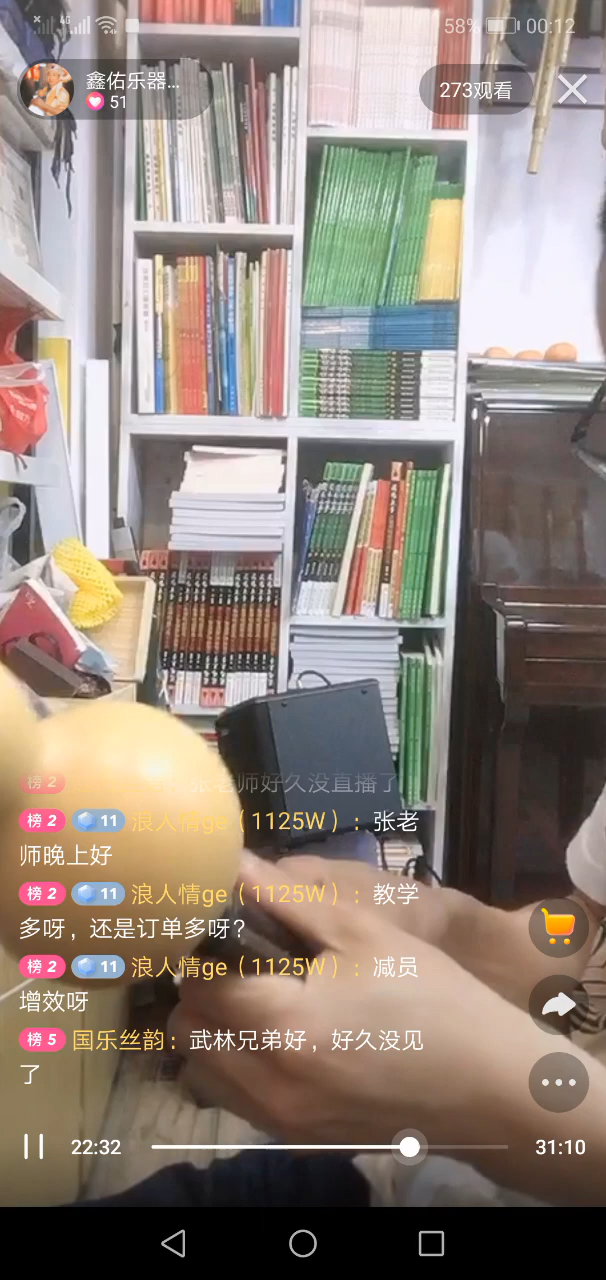 4G
58%
00:12
鑫佑乐器...
51
273观看
榜2
张老师好久没直播了
榜2 11 浪人情ge（1125W）：张老
师晚上好
榜2 11 浪人情ge（1125W）：教学
多呀，还是订单多呀？
榜2 11 浪人情ge（1125W）：减员
增效呀
榜5 国乐丝韵：武林兄弟好，好久没见
了
22:32
31:10